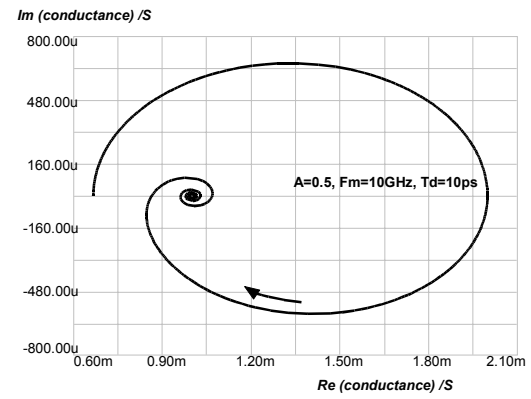 Im (conductance) /S
800.00u
480.00u
160.00u
A=0.5, Fm=10GHz, Td=10ps
-160.00u
-480.00u
-800.00u
0.60m 0.90m 1.20m 1.50m 1.80m 2.10m
Re (conductance) /S